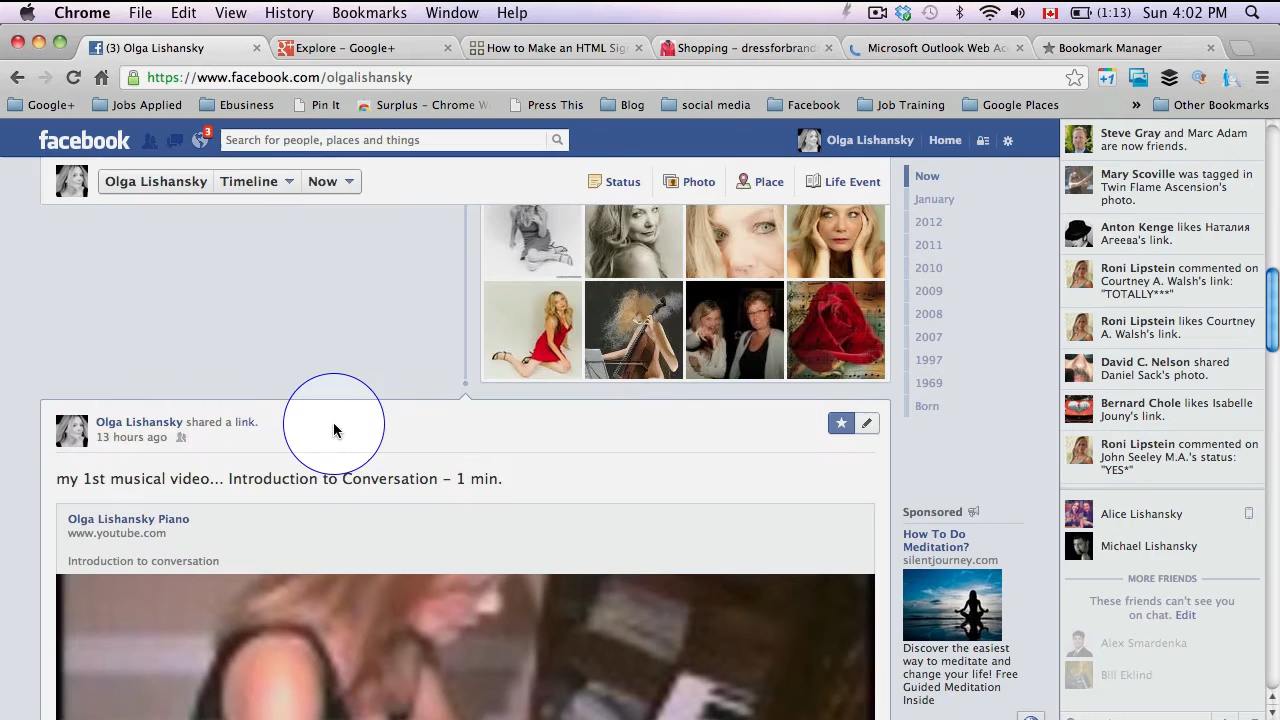 Chrome File Edit View History Bookmarks Window Help (1:13) Sun 4:02 PM
(3) Olga Lishansky
Explore - Google+
How to Make an HTML Sig
Shopping – dressforbrand
Microsoft Outlook Web Ac
Bookmark Manager
https://www.facebook.com/olgalishansky
Google+ Jobs Applied Ebusiness Pin It Surplus - Chrome W Press This Blog social media Facebook Job Training Google Places » Other Bookmarks
facebook 3 Search for people, places and things Olga Lishansky Home
Olga Lishansky Timeline Now Status Photo Place Life Event
Now
January
2012
2011
2010
2009
2008
2007
1997
1969
Born
Olga Lishansky shared a link.
13 hours ago
my 1st musical video... Introduction to Conversation – 1 min.
Olga Lishansky Piano
www.youtube.com
Introduction to conversation
Sponsored
How To Do
Meditation?
silentjourney.com
Discover the easiest
way to meditate and
change your life! Free
Guided Meditation
Inside
Steve Gray and Marc Adam
are now friends.
Mary Scoville was tagged in
Twin Flame Ascension's
photo.
Anton Kenge likes Наталия
Агеева's link.
Roni Lipstein commented on
Courtney A. Walsh's link:
"TOTALLY***"
Roni Lipstein likes Courtney
A. Walsh's link.
David C. Nelson shared
Daniel Sack's photo.
Bernard Chole likes Isabelle
Jouny's link.
Roni Lipstein commented on
John Seeley M.A.'s status:
"YES*"
Alice Lishansky
Michael Lishansky
MORE FRIENDS
These friends can't see you
on chat. Edit
Alex Smardenka
Bill Eklind